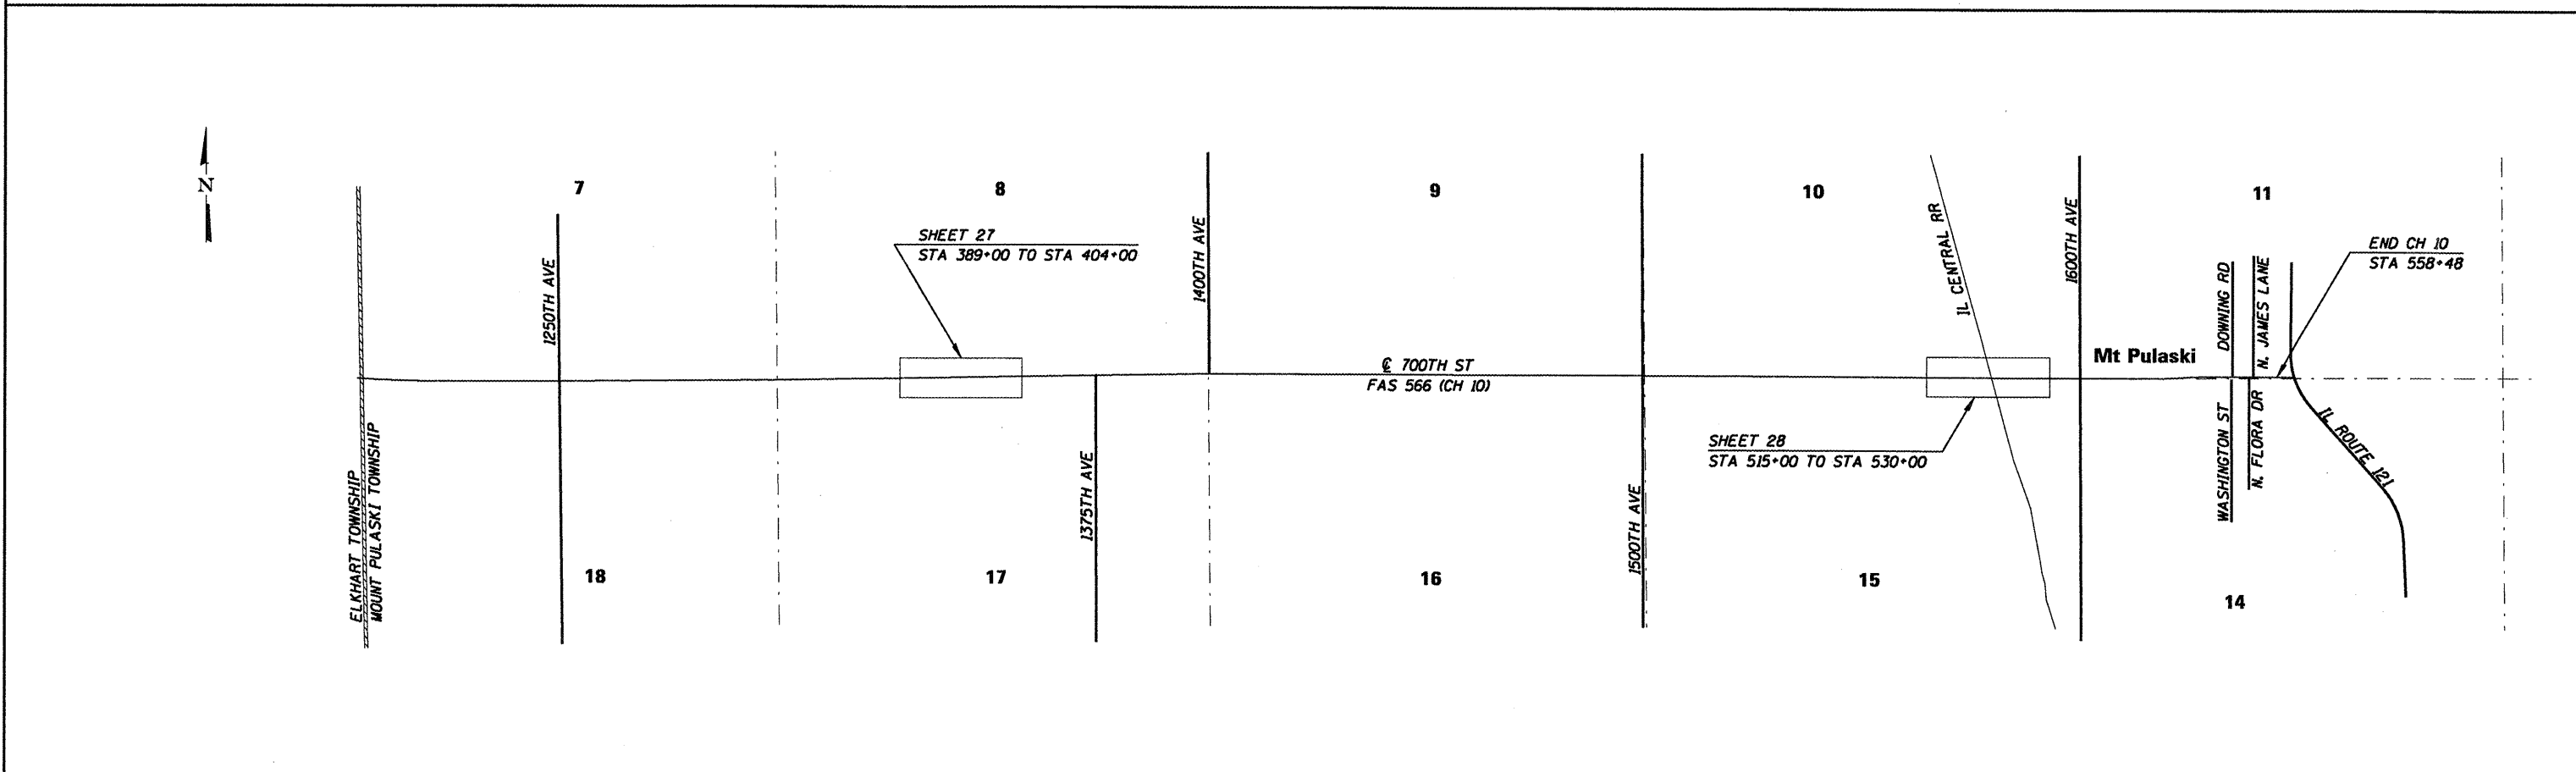 N
7
8
9
10
11
1250TH AVE
SHEET 27
STA 389+00 TO STA 404+00
1400TH AVE
IL CENTRAL RR
1600TH AVE
DOWNING RD
N. JAMES LANE
END CH 10
STA 558+48
℄ 700TH ST
FAS 566 (CH 10)
Mt Pulaski
ELKHART TOWNSHIP
MOUNT PULASKI TOWNSHIP
1375TH AVE
1500TH AVE
SHEET 28
STA 515+00 TO STA 530+00
WASHINGTON ST
N. FLORA DR
IL ROUTE 121
18
17
16
15
14